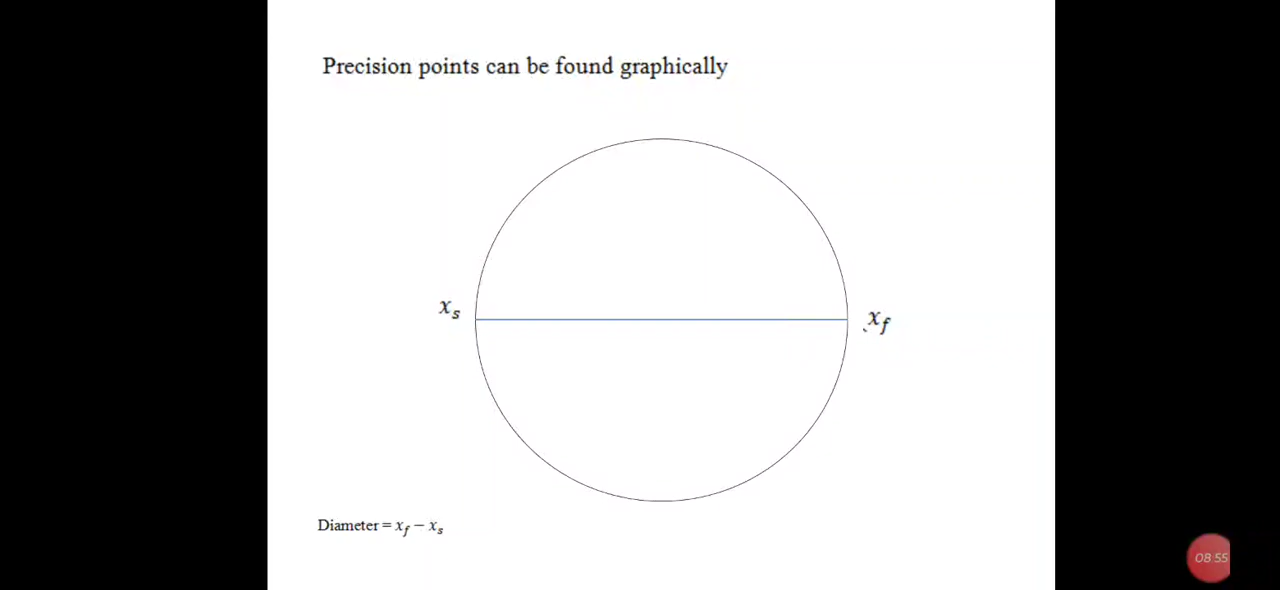 Precision points can be found graphically
x_s
x_f
Diameter = x_f − x_s
08:55